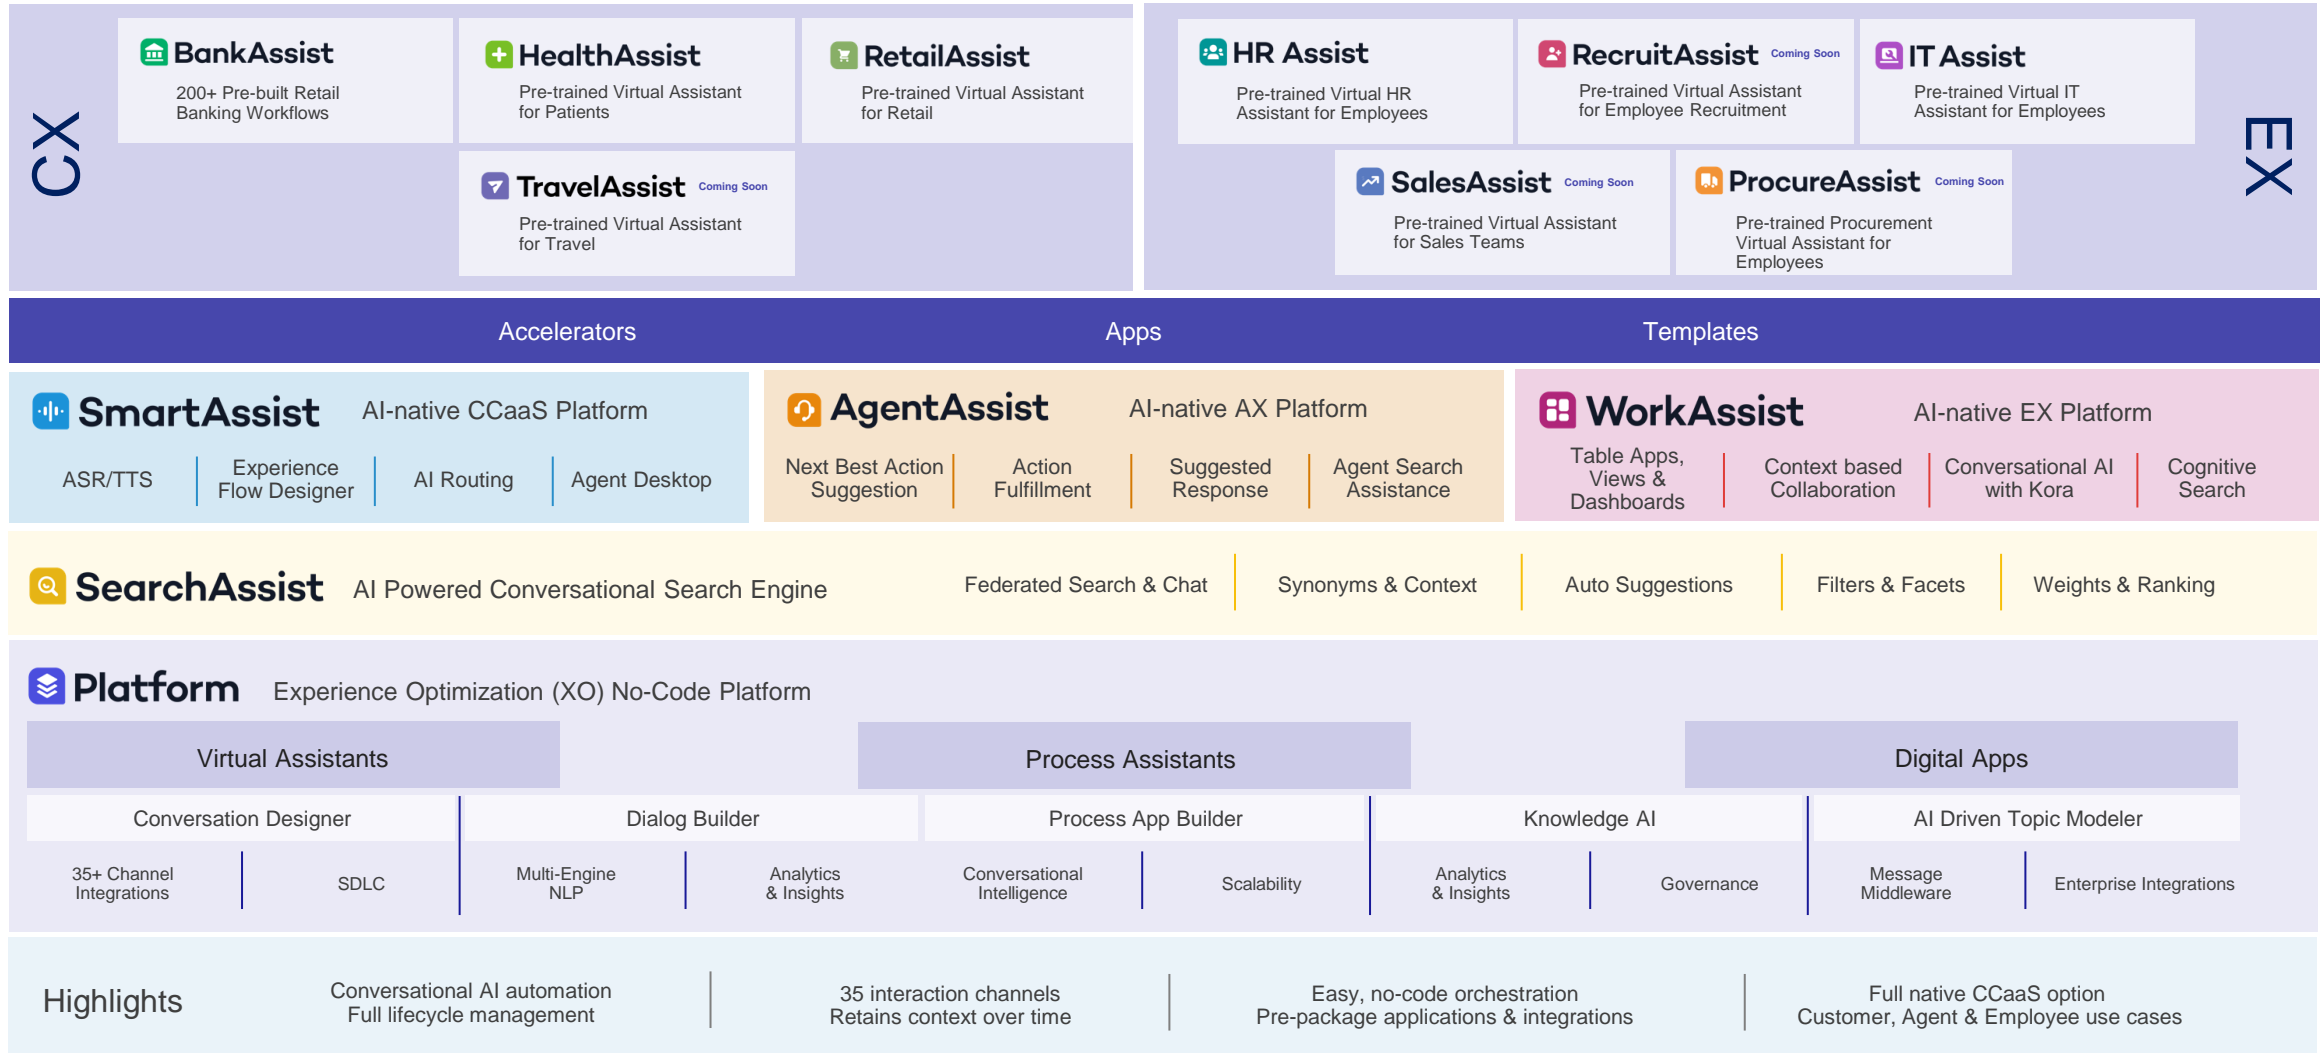 CX
BankAssist
200+ Pre-built Retail
Banking Workflows
HealthAssist
Pre-trained Virtual Assistant
for Patients
RetailAssist
Pre-trained Virtual Assistant
for Retail
TravelAssist Coming Soon
Pre-trained Virtual Assistant
for Travel
HR Assist
Pre-trained Virtual HR
Assistant for Employees
RecruitAssist Coming Soon
Pre-trained Virtual Assistant
for Employee Recruitment
IT Assist
Pre-trained Virtual IT
Assistant for Employees
SalesAssist Coming Soon
Pre-trained Virtual Assistant
for Sales Teams
ProcureAssist Coming Soon
Pre-trained Procurement
Virtual Assistant for
Employees
EX
Accelerators
Apps
Templates
SmartAssist AI-native CCaaS Platform
ASR/TTS
Experience
Flow Designer
AI Routing
Agent Desktop
AgentAssist AI-native AX Platform
Next Best Action
Suggestion
Action
Fulfillment
Suggested
Response
Agent Search
Assistance
WorkAssist AI-native EX Platform
Table Apps,
Views &
Dashboards
Context based
Collaboration
Conversational AI
with Kora
Cognitive
Search
SearchAssist AI Powered Conversational Search Engine
Federated Search & Chat
Synonyms & Context
Auto Suggestions
Filters & Facets
Weights & Ranking
Platform Experience Optimization (XO) No-Code Platform
Virtual Assistants
Process Assistants
Digital Apps
Conversation Designer
Dialog Builder
Process App Builder
Knowledge AI
AI Driven Topic Modeler
35+ Channel
Integrations
SDLC
Multi-Engine
NLP
Analytics
& Insights
Conversational
Intelligence
Scalability
Analytics
& Insights
Governance
Message
Middleware
Enterprise Integrations
Highlights
Conversational AI automation
Full lifecycle management
35 interaction channels
Retains context over time
Easy, no-code orchestration
Pre-package applications & integrations
Full native CCaaS option
Customer, Agent & Employee use cases